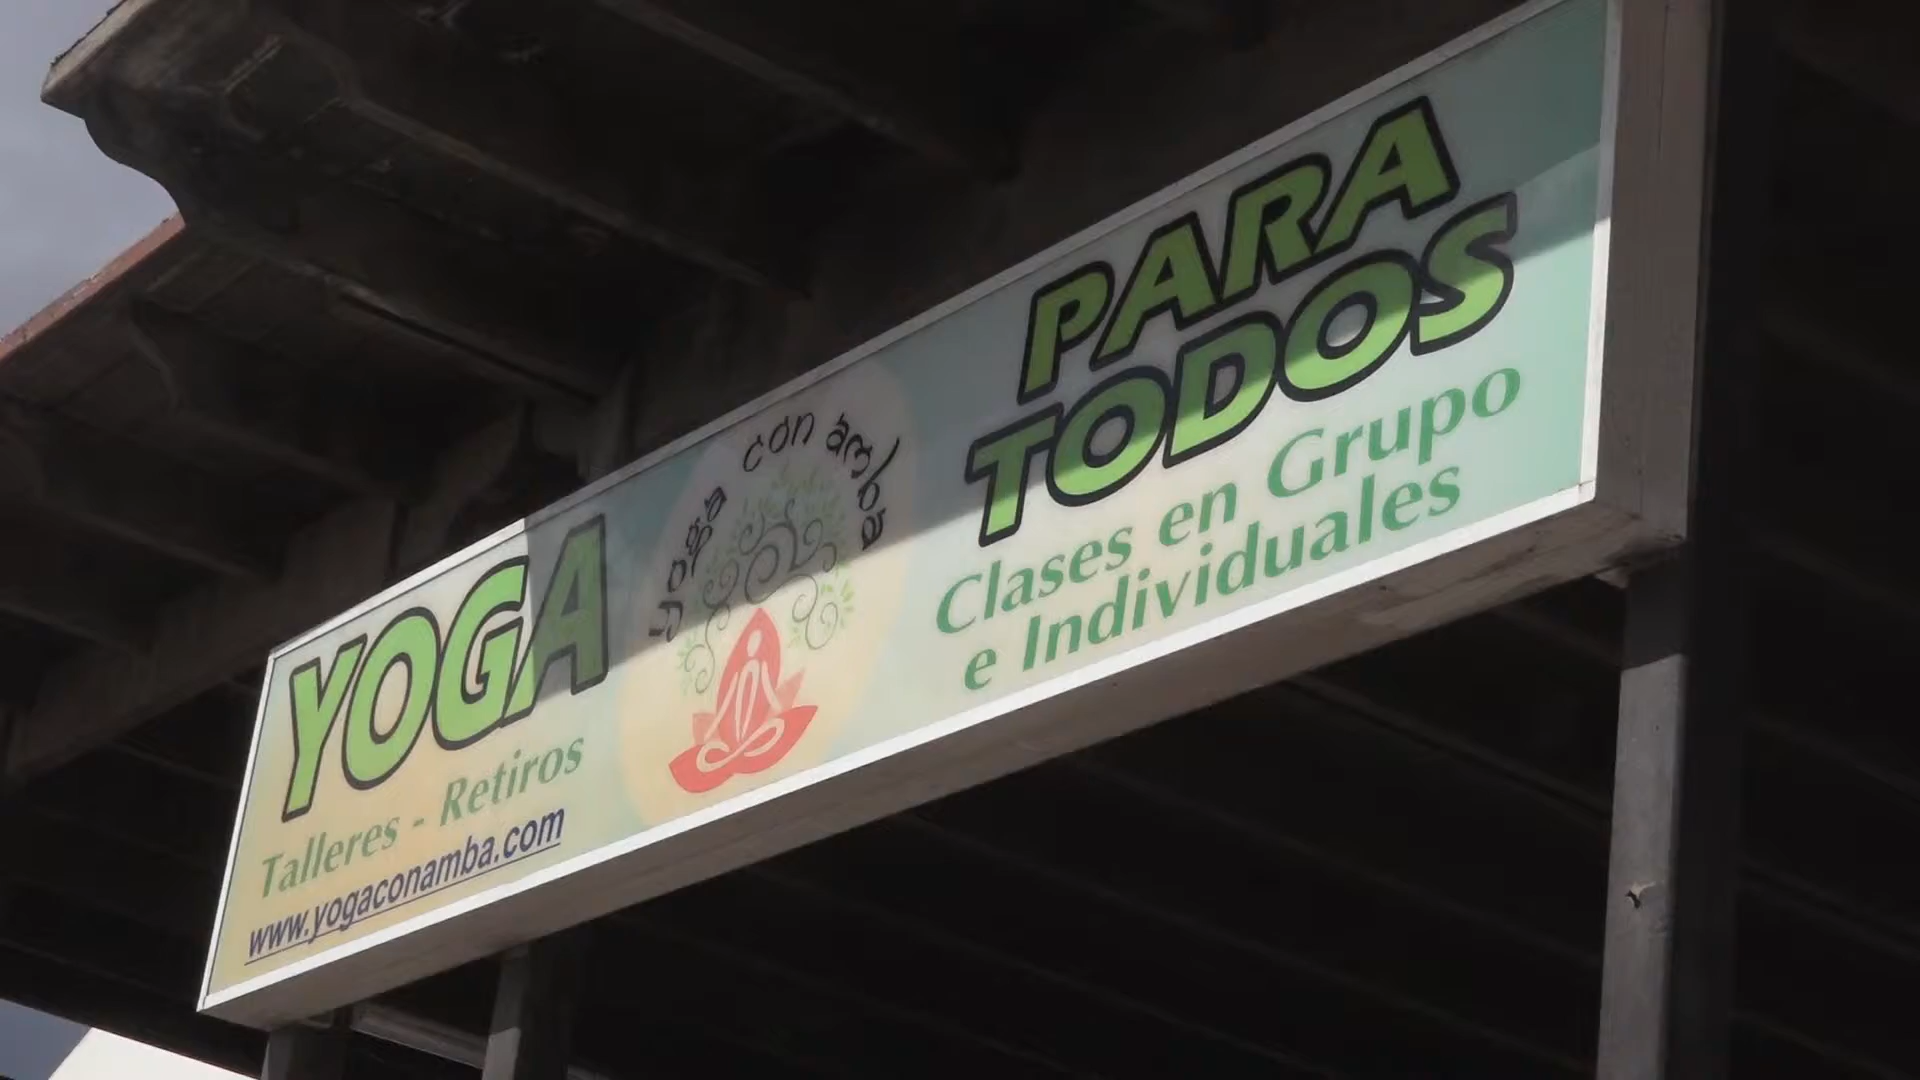 YOGA
Talleres - Retiros
www.yogaconamba.com
yoga con amba
PARA
TODOS
Clases en Grupo
e Individuales